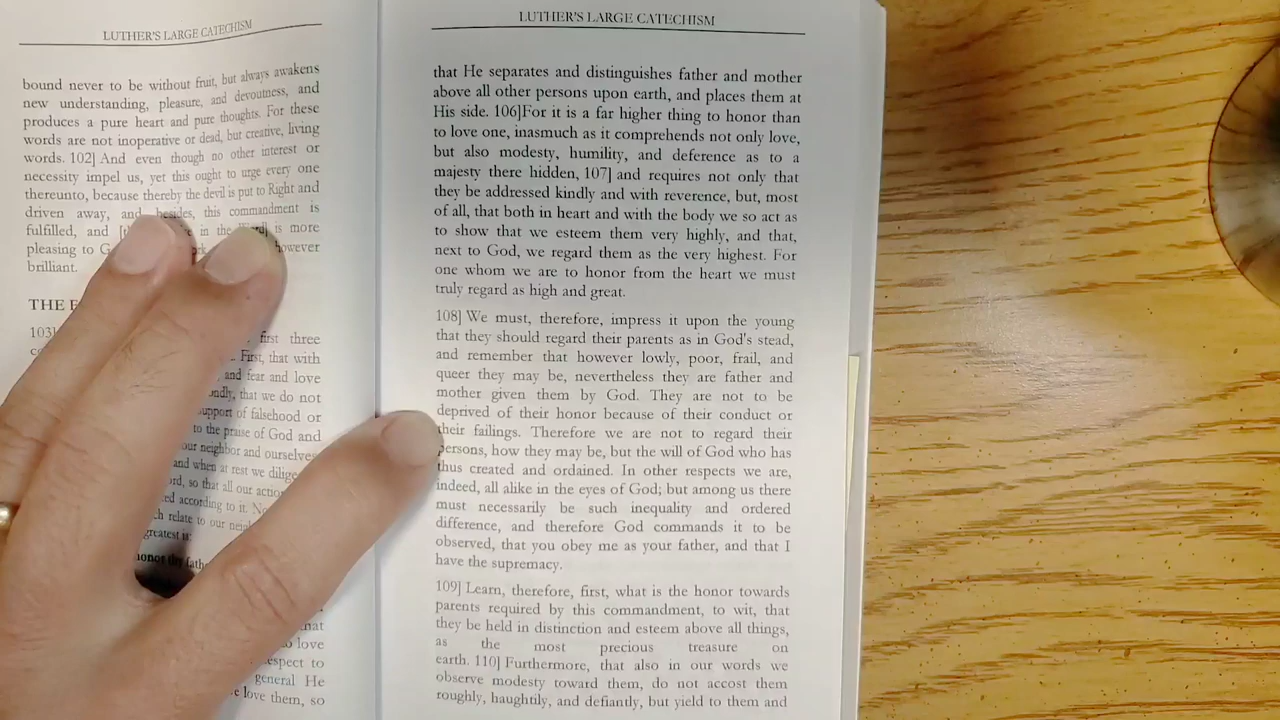 LUTHER'S LARGE CATECHISM
bound never to be without fruit, but always awakens
new understanding, pleasure, and devoutness, and
produces a pure heart and pure thoughts. For these
words are not inoperative or dead, but creative, living
words. 102] And even though no other interest or
necessity impel us, yet this ought to urge every one
thereunto, because thereby the devil is put to Right and
driven away, and besides, this commandment is
fulfilled, and in the is more
pleasing to however
brilliant.
THE
103]
first three
First, that with
and fear and love
that we do not
support of falsehood or
to the praise of God and
our neighbor and ourselves
and when at rest we
so that all our
according to it.
relate to our
greatest is:
honor thy
love
respect to
general He
love them, so
LUTHER'S LARGE CATECHISM
that He separates and distinguishes father and mother
above all other persons upon earth, and places them at
His side. 106]For it is a far higher thing to honor than
to love one, inasmuch as it comprehends not only love,
but also modesty, humility, and deference as to a
majesty there hidden, 107] and requires not only that
they be addressed kindly and with reverence, but, most
of all, that both in heart and with the body we so act as
to show that we esteem them very highly, and that,
next to God, we regard them as the very highest. For
one whom we are to honor from the heart we must
truly regard as high and great.
108] We must, therefore, impress it upon the young
that they should regard their parents as in God's stead,
and remember that however lowly, poor, frail, and
queer they may be, nevertheless they are father and
mother given them by God. They are not to be
deprived of their honor because of their conduct or
their failings. Therefore we are not to regard their
persons, how they may be, but the will of God who has
thus created and ordained. In other respects we are,
indeed, all alike in the eyes of God; but among us there
must necessarily be such inequality and ordered
difference, and therefore God commands it to be
observed, that you obey me as your father, and that I
have the supremacy.
109] Learn, therefore, first, what is the honor towards
parents required by this commandment, to wit, that
they be held in distinction and esteem above all things,
as the most precious treasure on
earth. 110] Furthermore, that also in our words we
observe modesty toward them, do not accost them
roughly, haughtily, and defiantly, but yield to them and